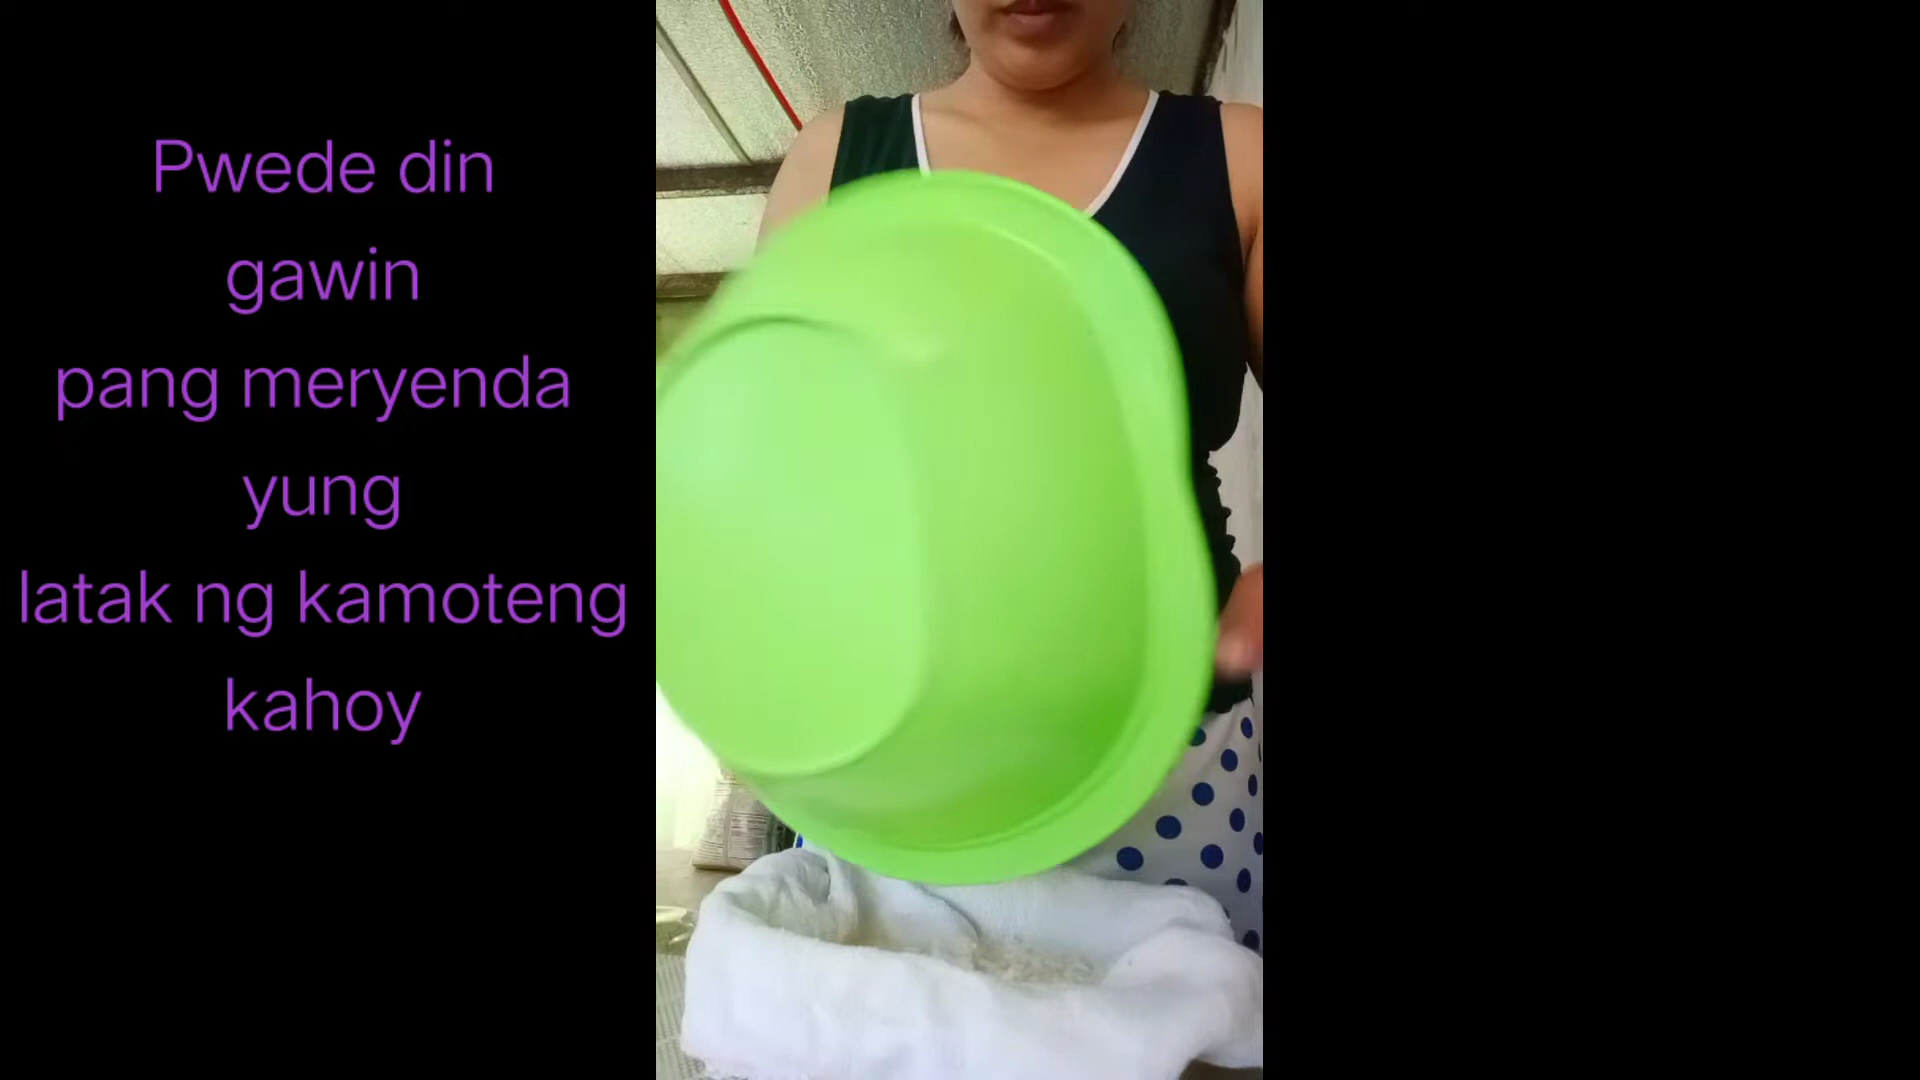 Pwede din
gawin
pang meryenda
yung
latak ng kamoteng
kahoy